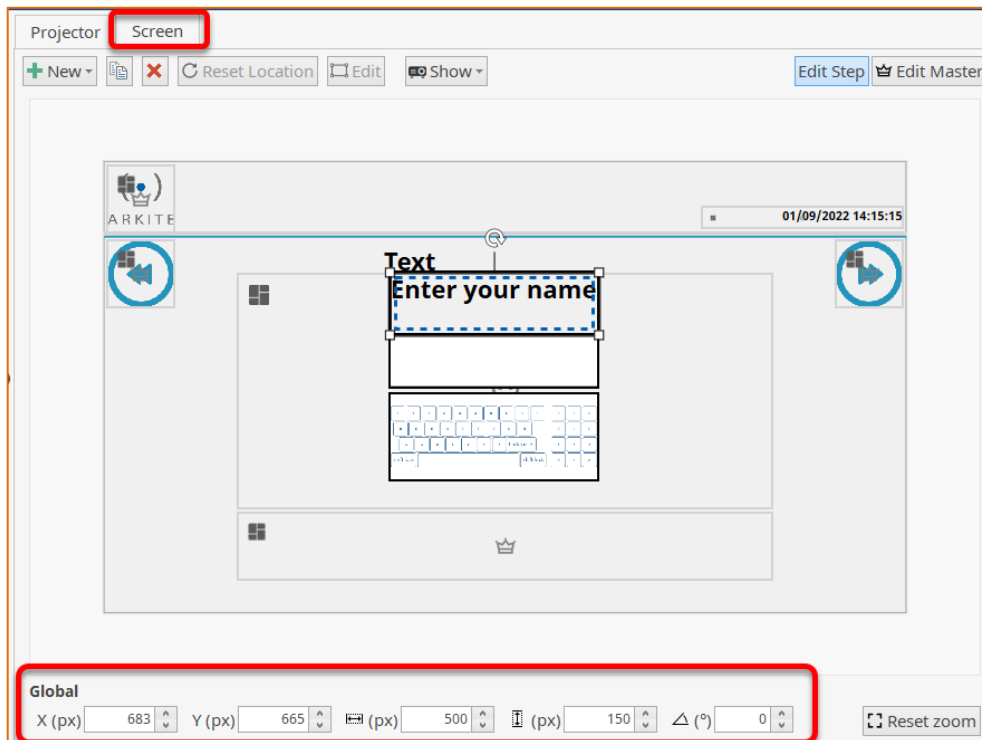 Projector Screen
New Reset Location Edit Show Edit Step Edit Master
ARKITE
01/09/2022 14:15:15
Text
Enter your name
Global
X (px) 683 Y (px) 665 (px) 500 (px) 150 (°) 0 Reset zoom